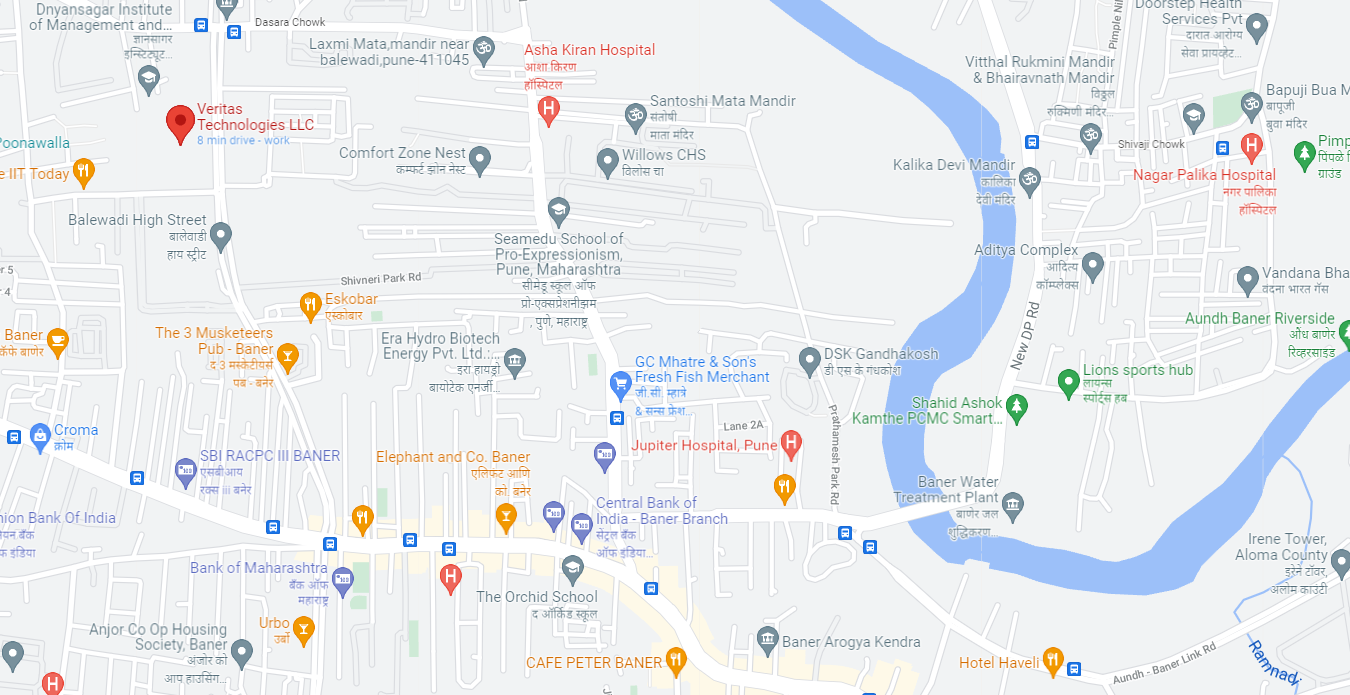 Dnyansagar Institute
of Management and...
ज्ञानसागर
इन्स्टिट्यूट...
Dasara Chowk
Laxmi Mata,mandir near
balewadi,pune-411045
Asha Kiran Hospital
आशा किरण
हॉस्पिटल
Pimple Nil
Doorstep Health
Services Pvt
दारात आरोग्य
सेवा प्रायव्हेट...
Vitthal Rukmini Mandir
& Bhairavnath Mandir
विठ्ठल
रुक्मिणी मंदिर...
Bapuji Bua M
बापूजी
बुवा मंदिर
Veritas
Technologies LLC
8 min drive - work
Santoshi Mata Mandir
संतोषी
माता मंदिर
Poonawalla
e IIT Today
Comfort Zone Nest
कम्फर्ट झोन नेस्ट
Willows CHS
विलोस चा
Shivaji Chowk
Pimp
पिंपळे
ग्राउंड
Kalika Devi Mandir
कालिका
देवी मंदिर
Nagar Palika Hospital
नगर पालिका
हॉस्पिटल
Balewadi High Street
बालेवाडी
हाय स्ट्रीट
Seamedu School of
Pro-Expressionism,
Pune, Maharashtra
सीमेडू स्कूल ऑफ
प्रो-एक्सप्रेशनीझम
, पुणे, महाराष्ट्र
Aditya Complex
आदित्य
कॉम्प्लेक्स
Vandana Bha
वंदना भारत गॅस
er 5
r 4
Shivneri Park Rd
Eskobar
एस्कोबार
Baner
कॅफे बाणेर
The 3 Musketeers
Pub - Baner
द 3 मस्केटीयर्स
पब - बनेर
Era Hydro Biotech
Energy Pvt. Ltd.:...
इरा हायड्रो
बायोटेक एनर्जी...
New DP Rd
Aundh Baner Riverside
औंध बाणेर
रिव्हरसाइड
GC Mhatre & Son's
Fresh Fish Merchant
जी.सी. म्हात्रे
& सन्स फ्रेश...
DSK Gandhakosh
डी एस के गंधकोश
Lions sports hub
लायन्स
स्पोर्ट्स हब
Shahid Ashok
Kamthe PCMC Smart...
Croma
क्रोम
Lane 2A
Prathamesh Park Rd
Jupiter Hospital, Pune
SBI RACPC III BANER
एसबीआय
रक्स iii बनेर
Elephant and Co. Baner
एलिफंट आणि
को. बनेर
Baner Water
Treatment Plant
बाणेर जल
शुद्धिकरण...
nion Bank Of India
Central Bank of
India - Baner Branch
सेंट्रल बँक
ऑफ इंडिया...
Irene Tower,
Aloma County
इरेने टॉवर,
अलोम काउंटी
Bank of Maharashtra
बँक ऑफ
महाराष्ट्र
The Orchid School
द ऑर्किड स्कूल
Urbo
उर्बो
Anjor Co Op Housing
Society, Baner
अंजोर को
आप हाउसिंग...
Baner Arogya Kendra
CAFE PETER BANER
Hotel Haveli
Aundh - Baner Link Rd
Ramnadi